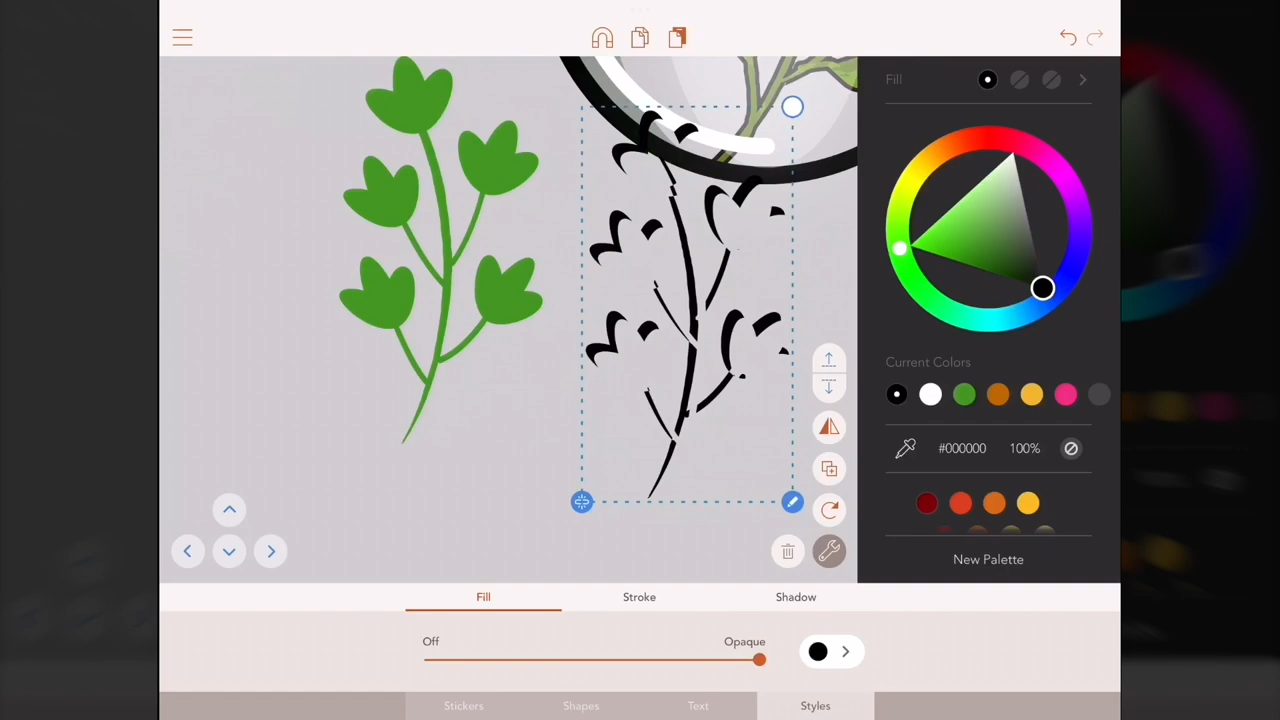 Fill
Current Colors
#000000 100%
New Palette
Fill Stroke Shadow
Off Opaque
Stickers Shapes Text Styles